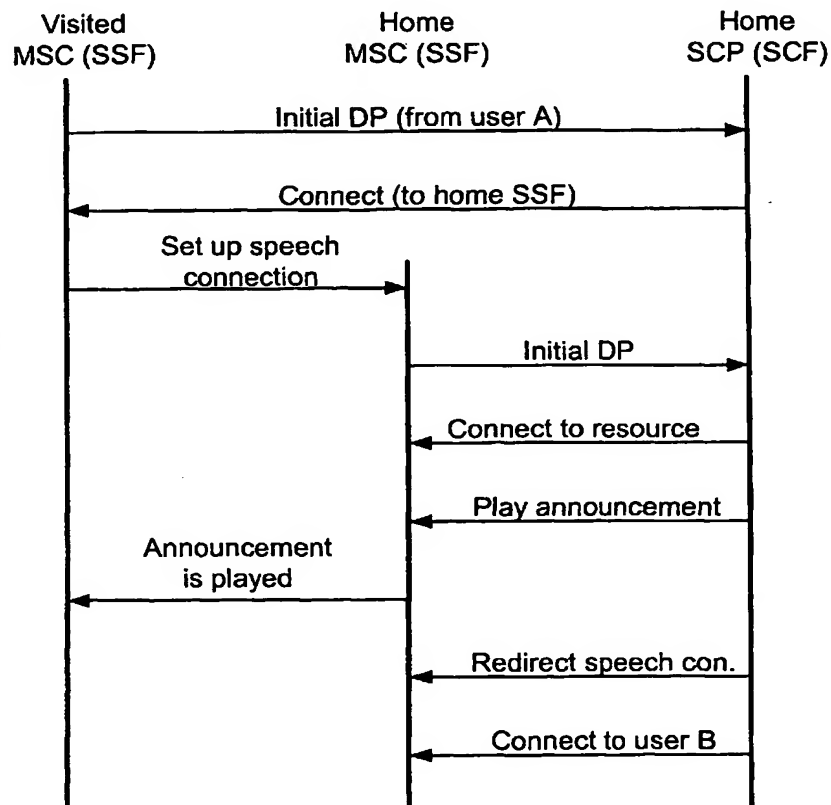 Visited
MSC (SSF)
Home
MSC (SSF)
Home
SCP (SCF)
Initial DP (from user A)
Connect (to home SSF)
Set up speech
connection
Initial DP
Connect to resource
Play announcement
Announcement
is played
Redirect speech con.
Connect to user B